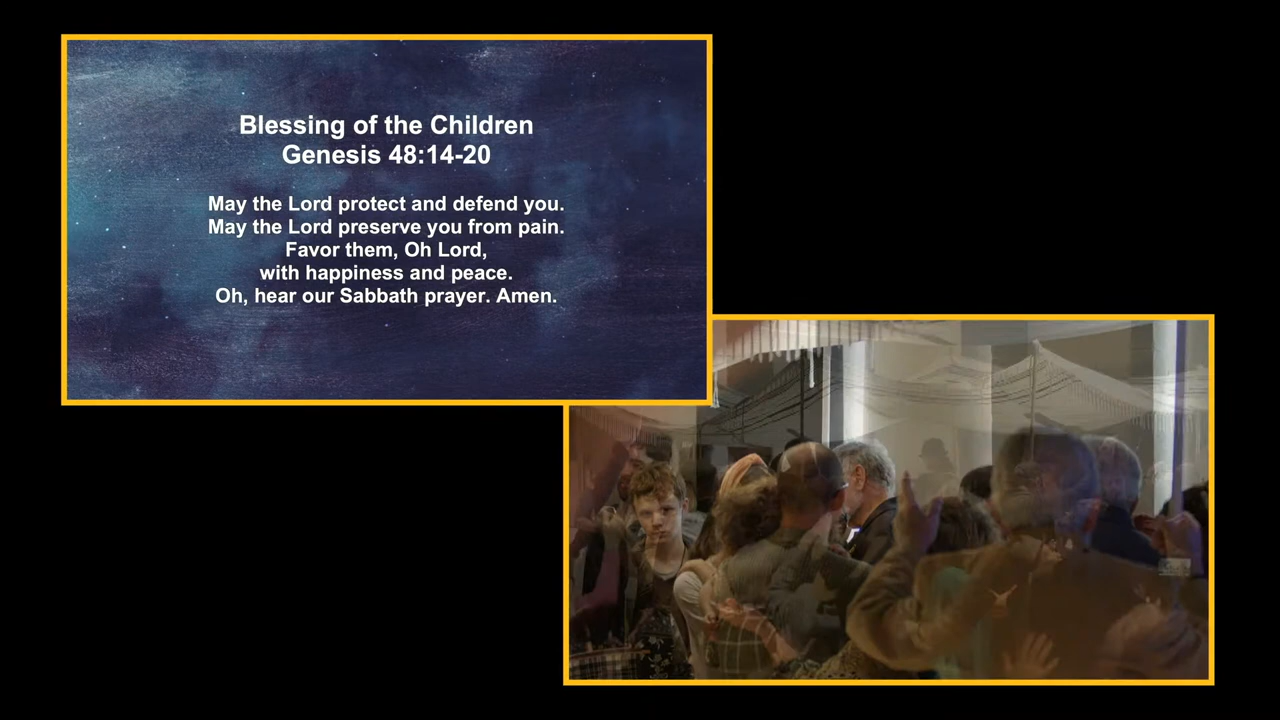 Blessing of the Children
Genesis 48:14-20
May the Lord protect and defend you.
May the Lord preserve you from pain.
Favor them, Oh Lord,
with happiness and peace.
Oh, hear our Sabbath prayer. Amen.